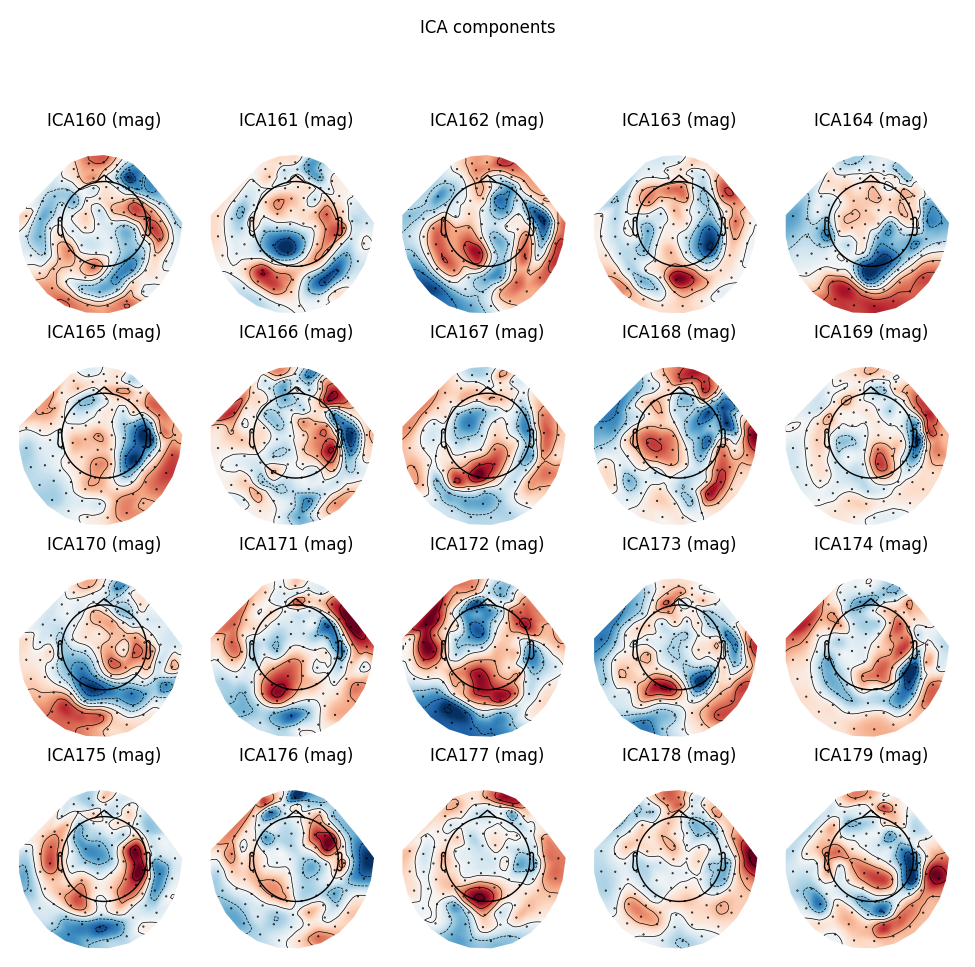 ICA components
ICA160 (mag) ICA161 (mag) ICA162 (mag) ICA163 (mag) ICA164 (mag)
ICA165 (mag) ICA166 (mag) ICA167 (mag) ICA168 (mag) ICA169 (mag)
ICA170 (mag) ICA171 (mag) ICA172 (mag) ICA173 (mag) ICA174 (mag)
ICA175 (mag) ICA176 (mag) ICA177 (mag) ICA178 (mag) ICA179 (mag)